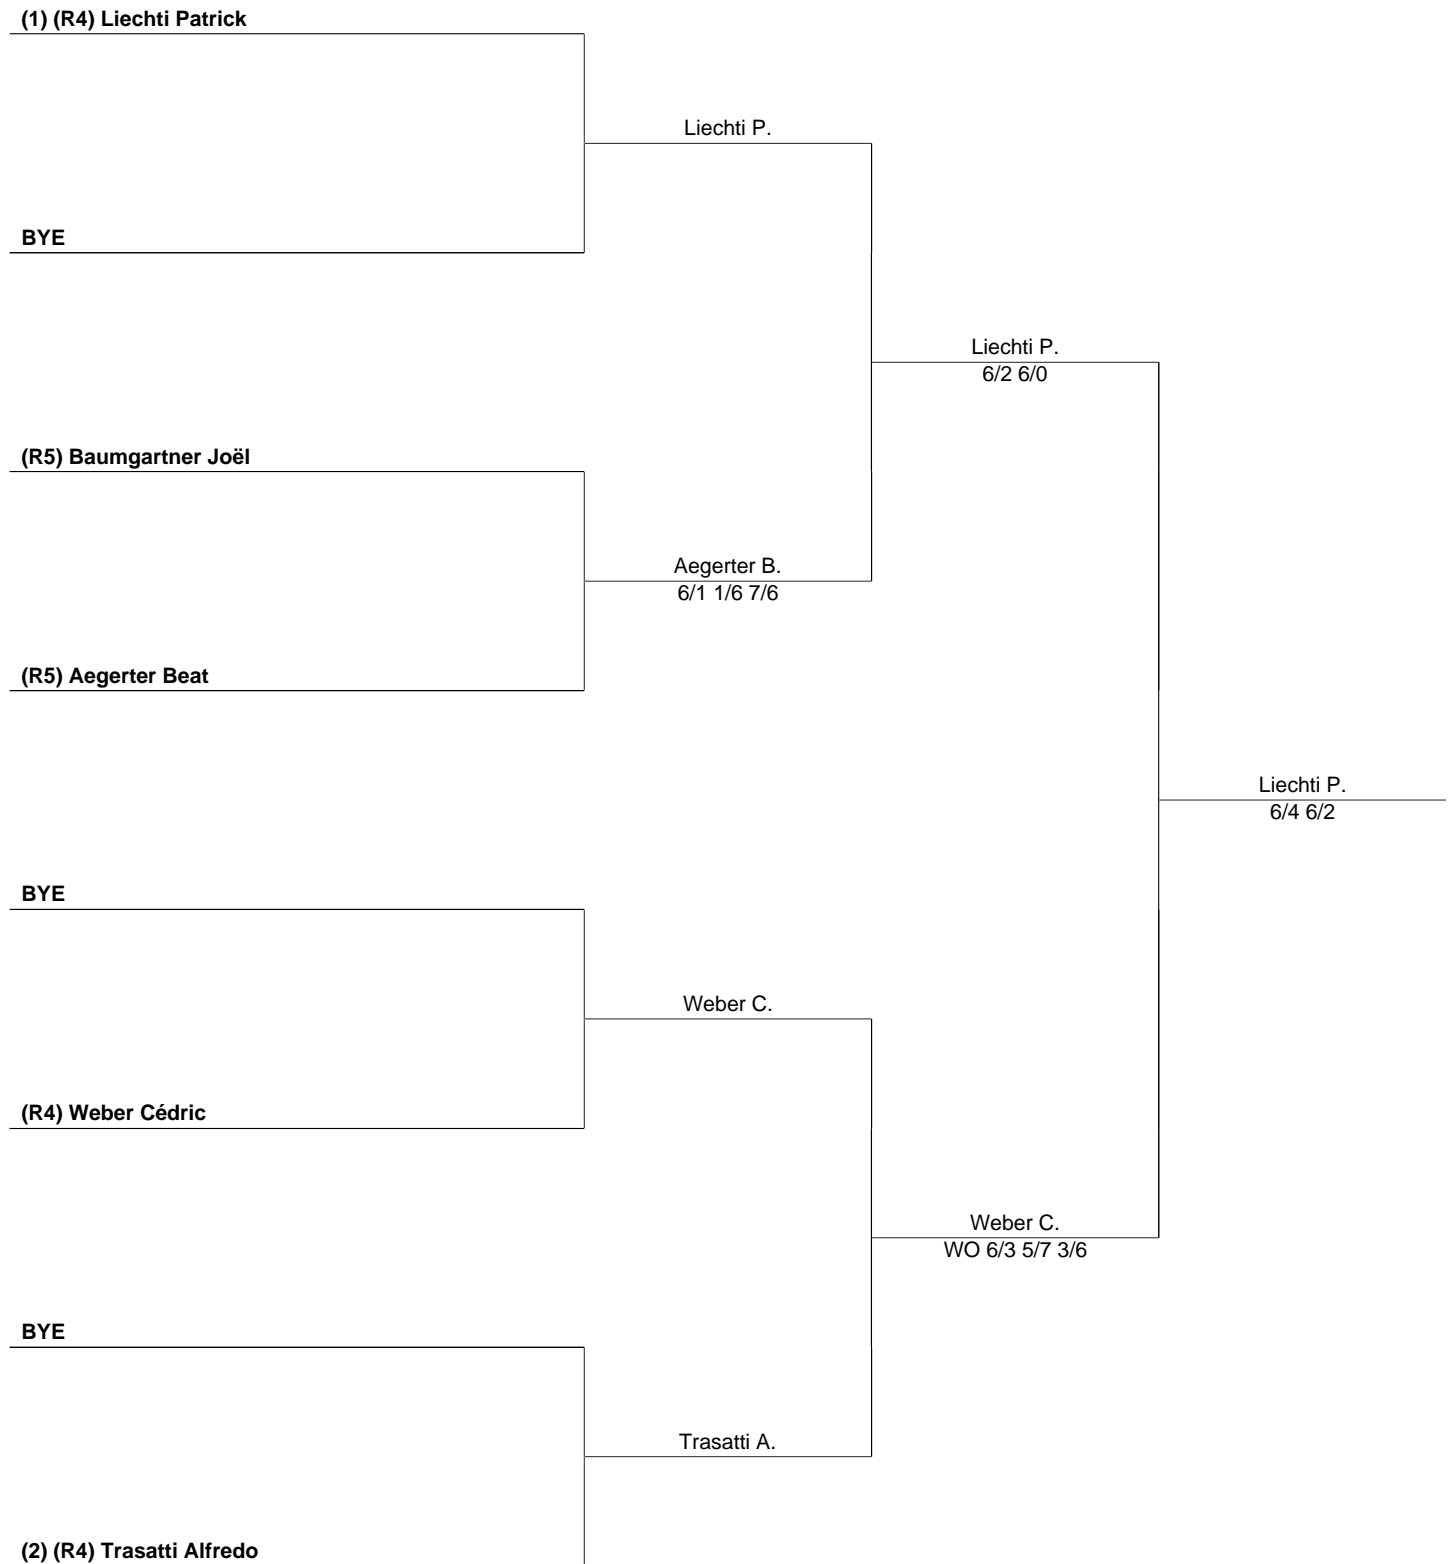 (1) (R4) Liechti Patrick
Liechti P.
BYE
Liechti P.
6/2 6/0
(R5) Baumgartner Joël
Aegerter B.
6/1 1/6 7/6
(R5) Aegerter Beat
Liechti P.
6/4 6/2
BYE
Weber C.
(R4) Weber Cédric
Weber C.
WO 6/3 5/7 3/6
BYE
Trasatti A.
(2) (R4) Trasatti Alfredo